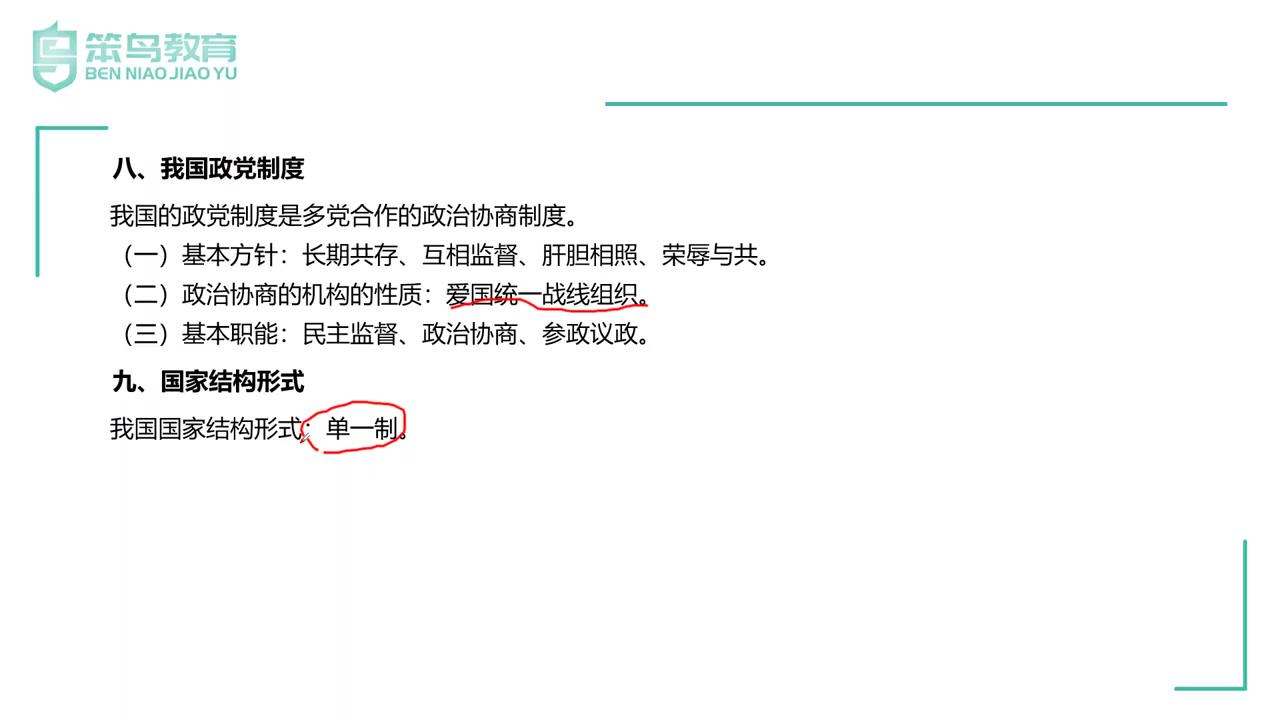 笨鸟教育
BEN NIAO JIAO YU
八、我国政党制度
我国的政党制度是多党合作的政治协商制度。
（一）基本方针：长期共存、互相监督、肝胆相照、荣辱与共。
（二）政治协商的机构的性质：爱国统一战线组织。
（三）基本职能：民主监督、政治协商、参政议政。
九、国家结构形式
我国国家结构形式：单一制。